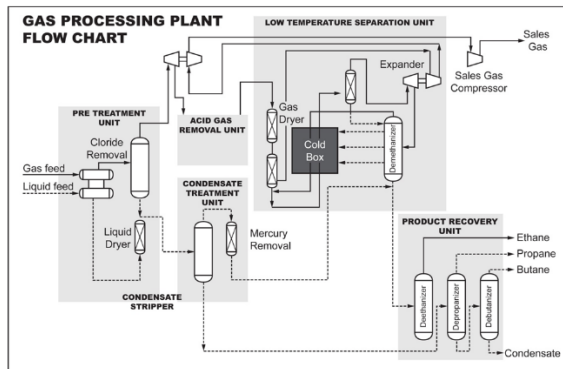 GAS PROCESSING PLANT
FLOW CHART
LOW TEMPERATURE SEPARATION UNIT
Sales
Gas
Expander
Sales Gas
Compressor
PRE TREATMENT
UNIT
Cloride
Removal
ACID GAS
REMOVAL UNIT
Gas
Dryer
Cold
Box
Demethanizer
Gas feed
Liquid feed
CONDENSATE
TREATMENT
UNIT
Liquid
Dryer
Mercury
Removal
CONDENSATE
STRIPPER
PRODUCT RECOVERY
UNIT
Ethane
Propane
Butane
Deethanizer
Depropanizer
Debutanizer
Condensate